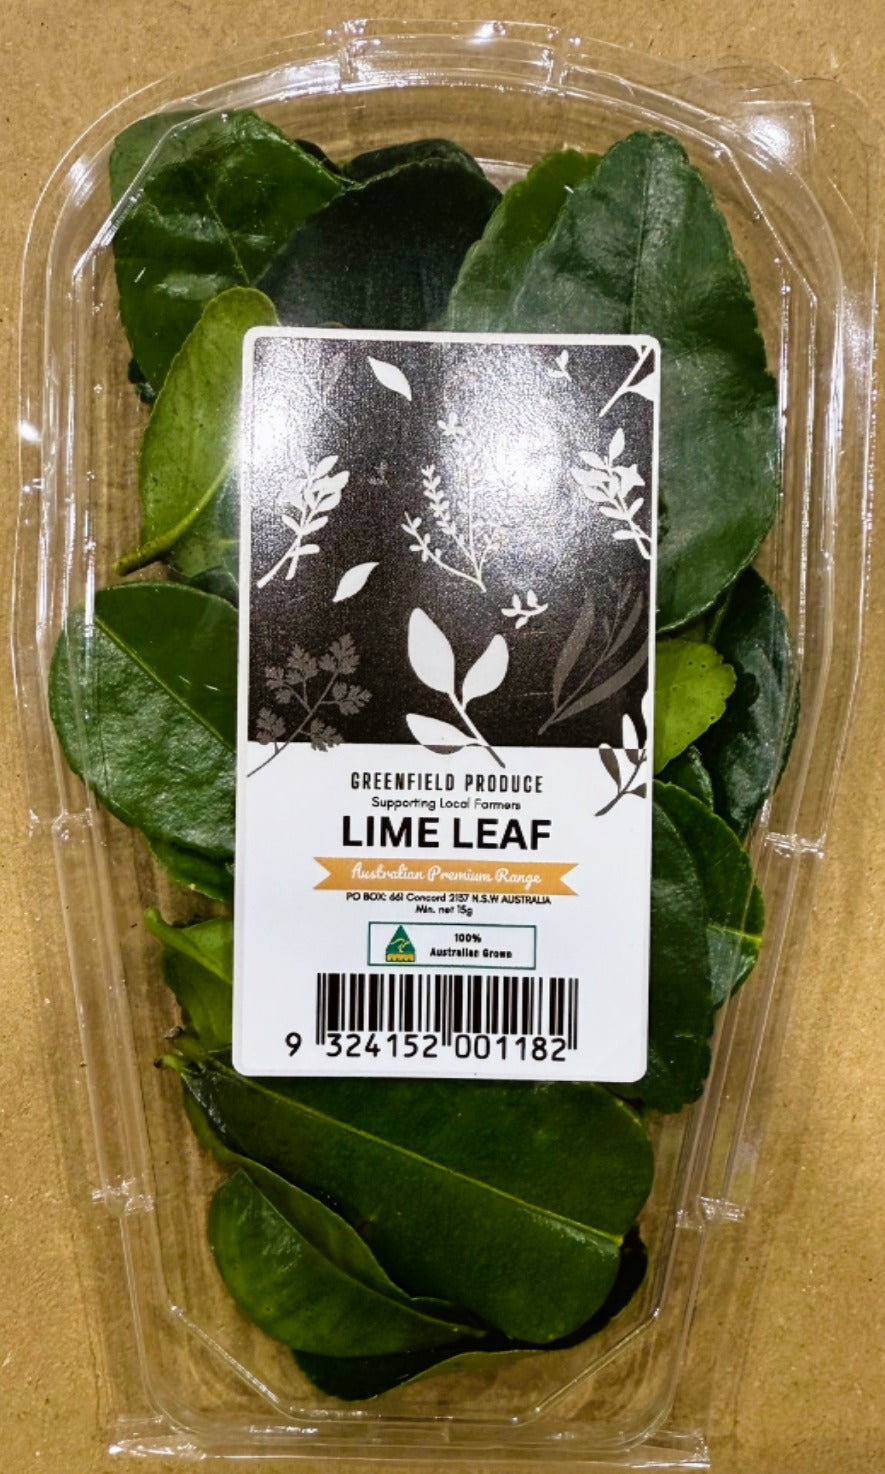 GREENFIELD PRODUCE
Supporting Local Farmers
LIME LEAF
Australian Premium Range
PO BOX: 661 Concord 2137 N.S.W AUSTRALIA
Min. net 15g
100%
Australian Grown
9 324152 001182